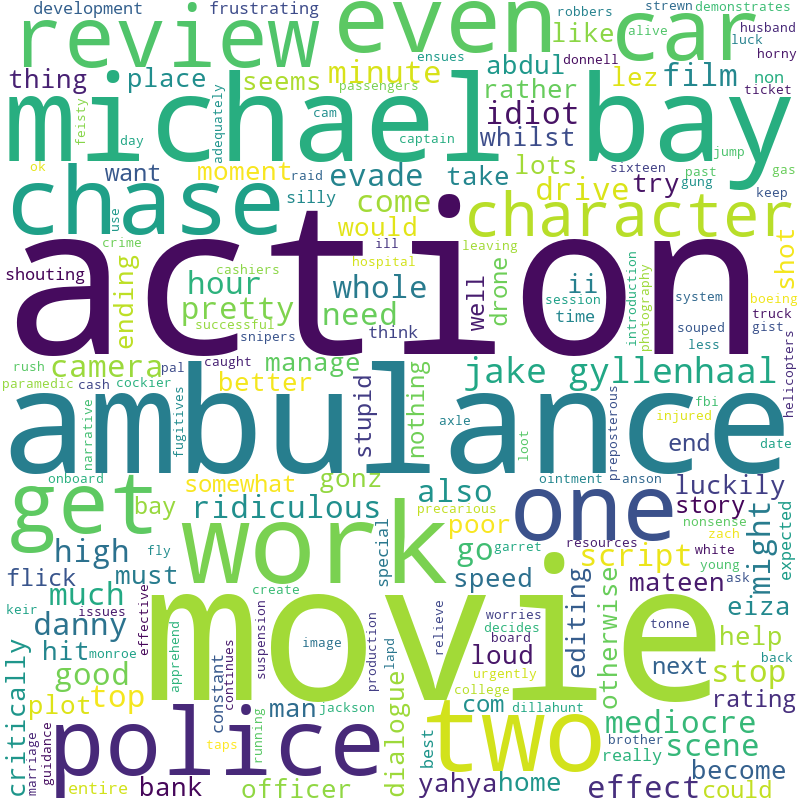 development frustrating robbers strewn demonstrates
review even car
like luck alive husband
thing place seems minute ensues abdul donnell horny
passengers rather lez film non ticket
michael bay
feisty day adequately cam captain idiot whilst
ok want moment raid evade take lots sixteen past jump gas
chase use silly come drive try gung keep
character
crime would ill leaving shot
action
shouting ending hour cashiers hospital well drone ii introduction photography system boeing
pretty whole session truck
successful need time souped gist
snipers think less
rush camera pal caught manage jake gyllenhaal helicopters
paramedic cash cockier better fbi
narrative fugitives stupid nothing axle injured
ambulance
loot preposterous end date
onboard somewhat gonz also ointment anson luckily
get bay ridiculous precarious one story nonsense
work poor zach might expected
high fly special go garret resources white
flick must speed script young ask
much effective issues create editing otherwise mateen eiza
keir danny suspension image relieve worries decides board tonne help
hit monroe apprehend continues production lapd loud next back
movie
good constant urgently stop
critically plot top man jackson dialogue college com dillahunt rating
marriage guidance running best brother mediocre
police two
taps really scene
entire bank officer yahya home effect become could